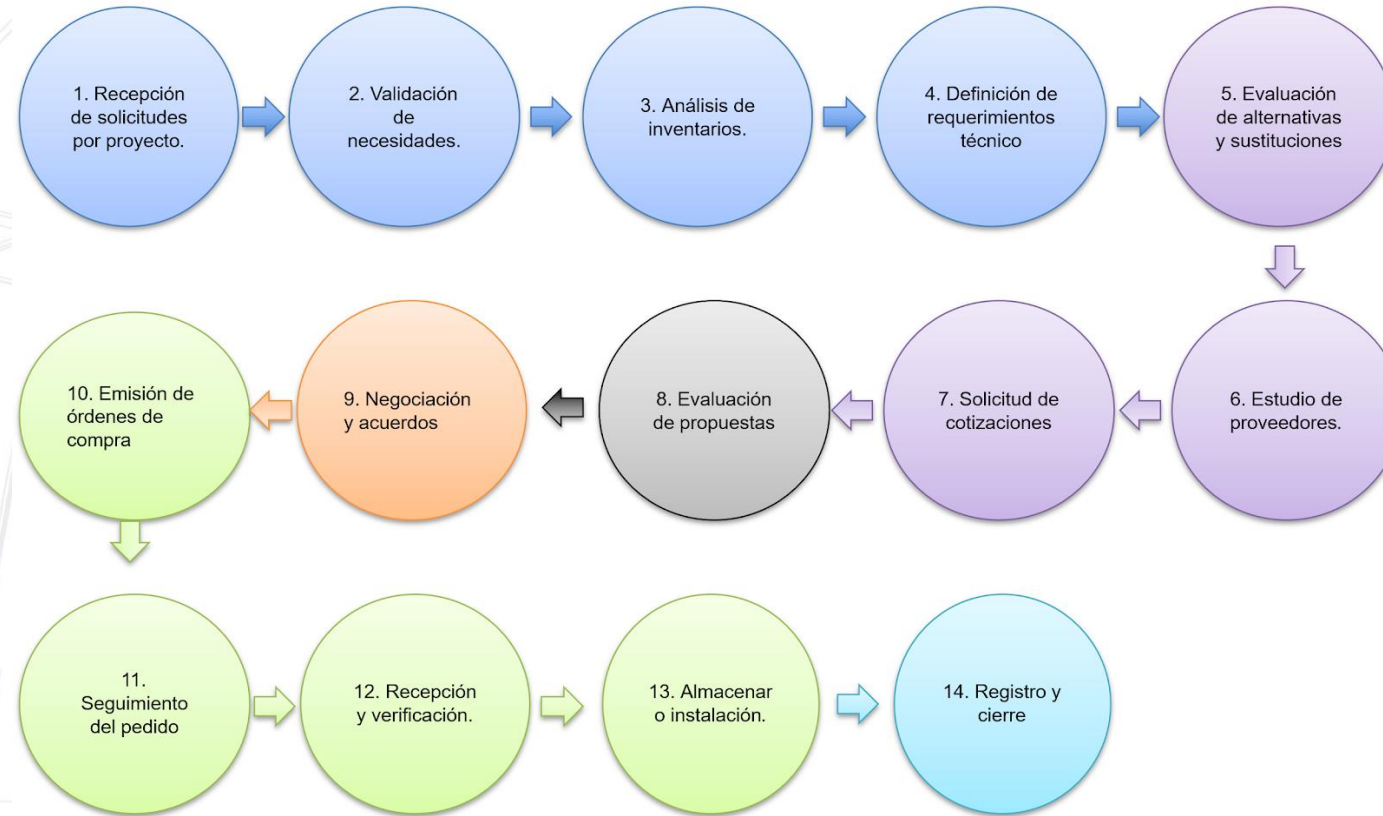 1. Recepción
de solicitudes
por proyecto.
2. Validación
de
necesidades.
3. Análisis de
inventarios.
4. Definición de
requerimientos
técnico
5. Evaluación
de alternativas
y sustituciones
6. Estudio de
proveedores.
7. Solicitud de
cotizaciones
8. Evaluación
de propuestas
9. Negociación
y acuerdos
10. Emisión de
órdenes de
compra
11.
Seguimiento
del pedido
12. Recepción
y verificación.
13. Almacenar
o instalación.
14. Registro y
cierre